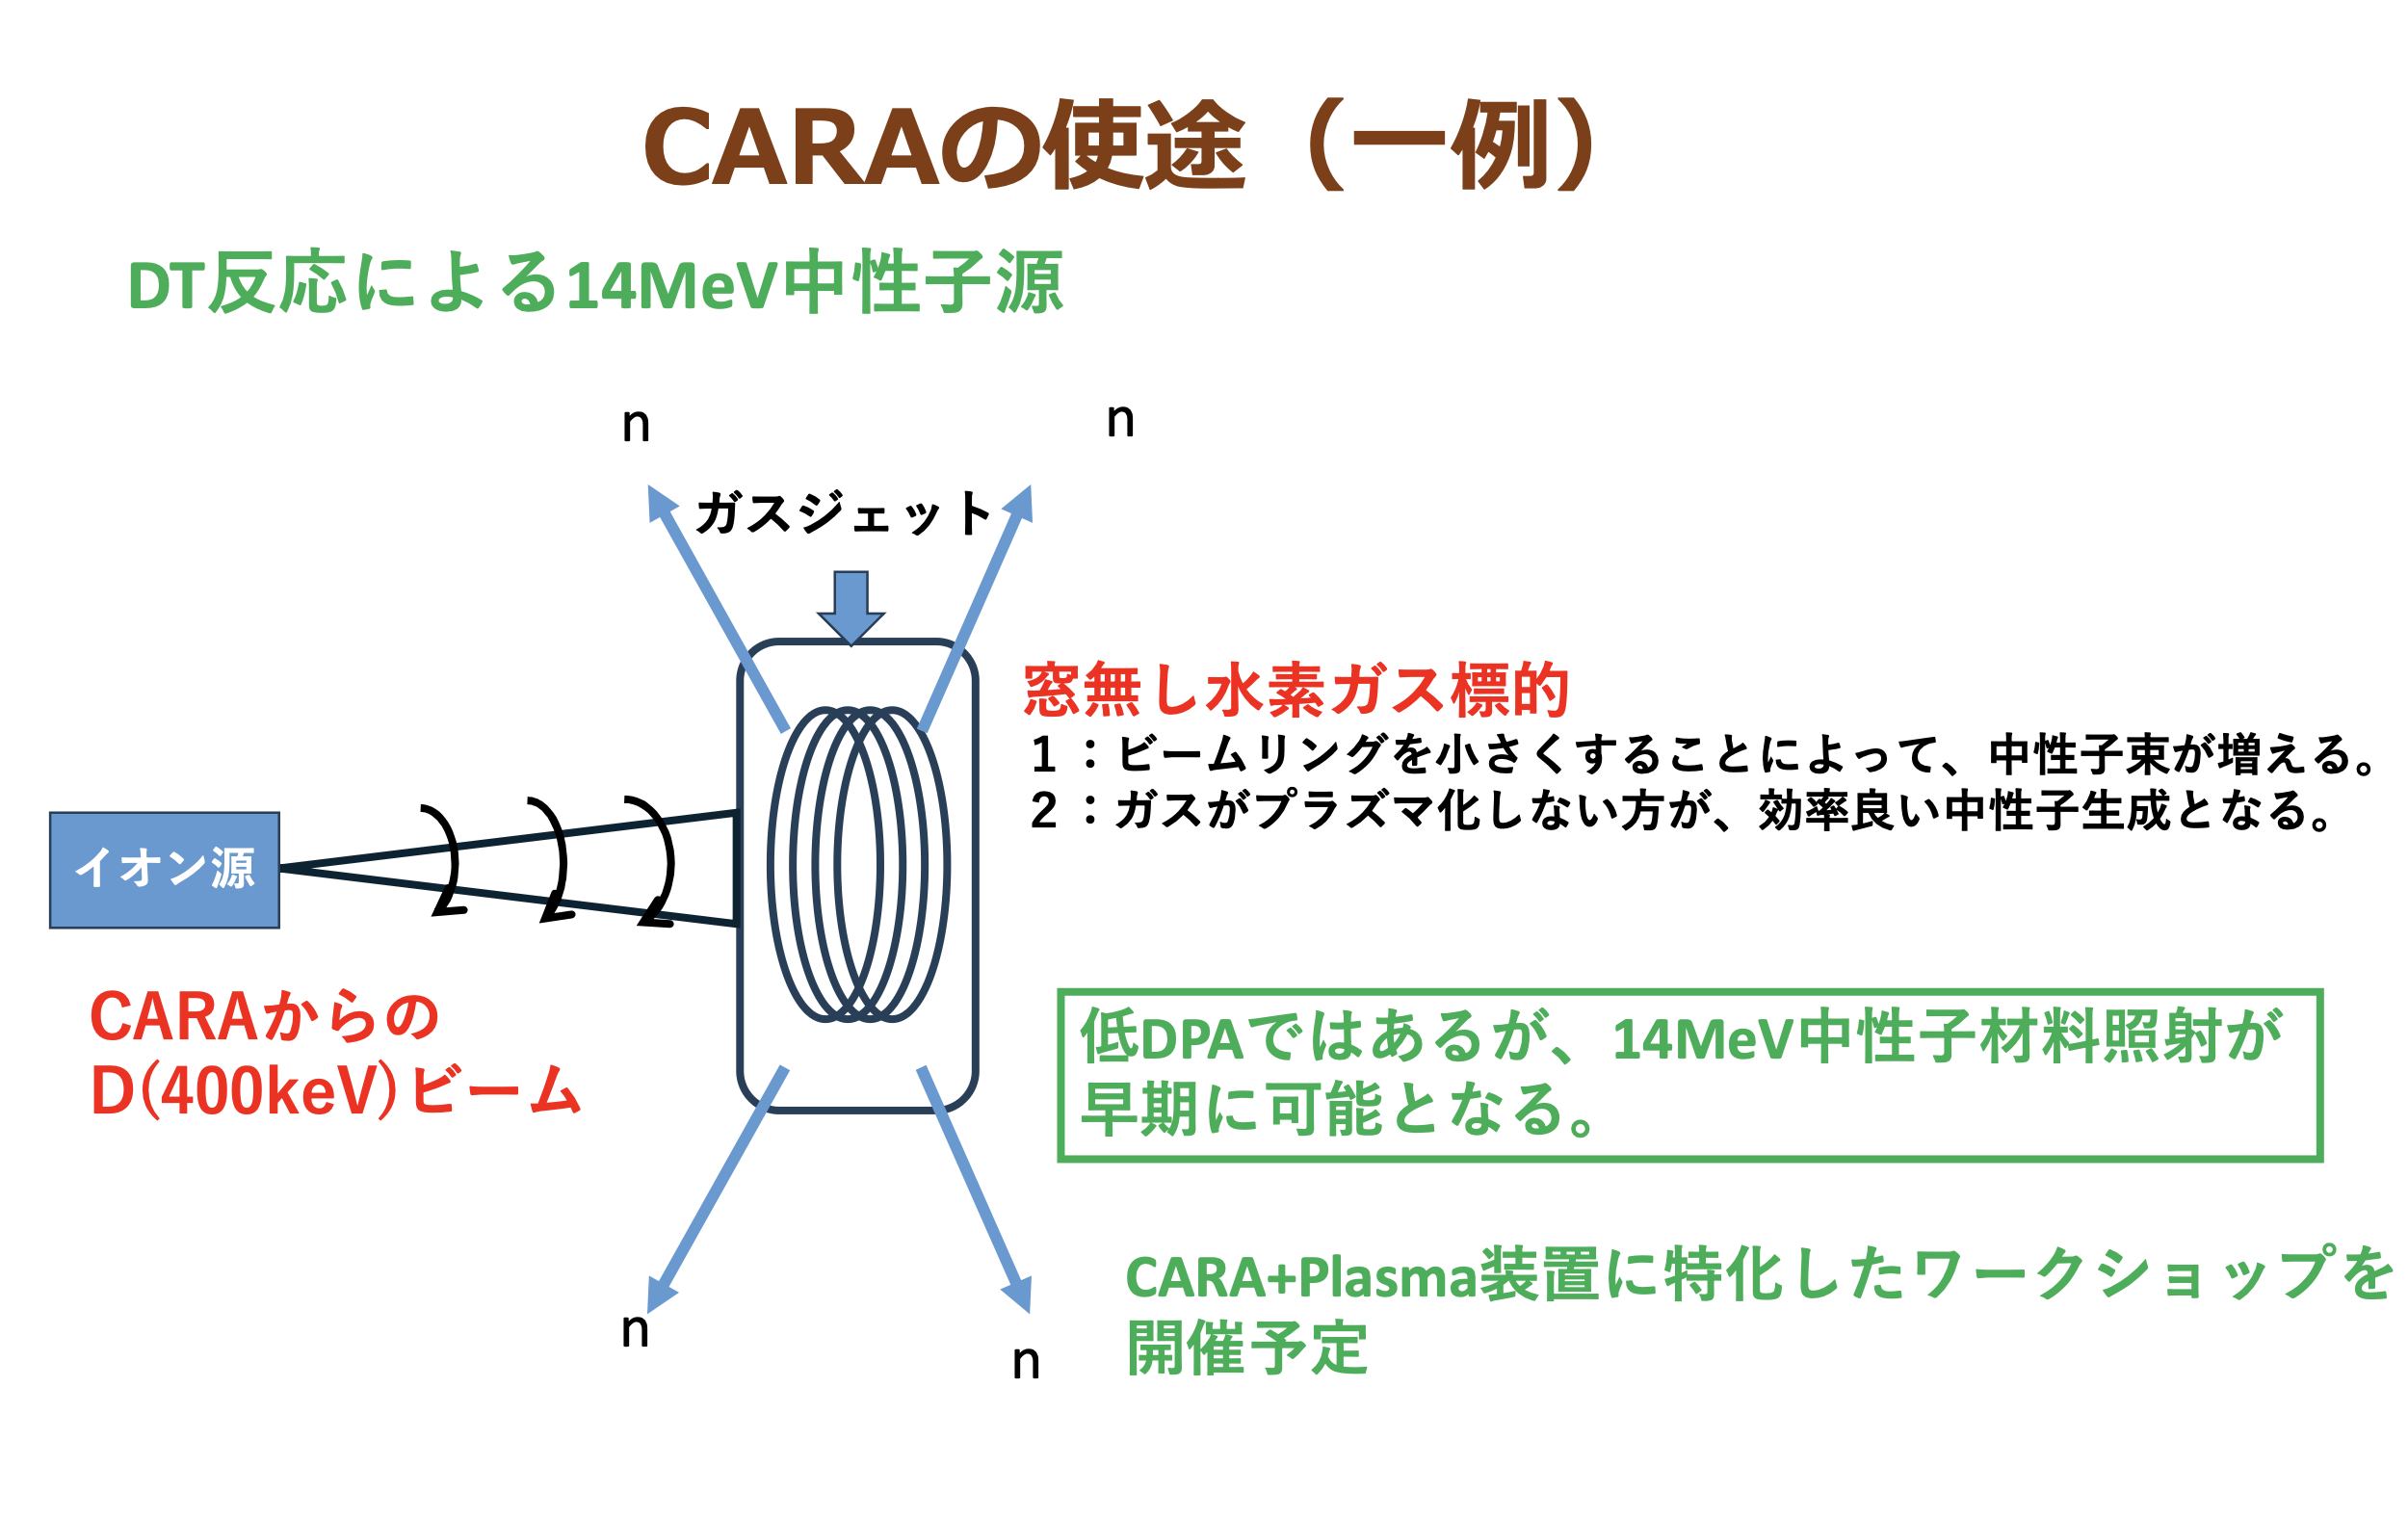 CARAの使途（一例）
DT反応による14MeV中性子源
n
n
ガスジェット
窓無し水素ガス標的
1：ビームリングを小さくすることによって、中性子束が増える。
2：ガスがプラズマ化しない方が、効率良い中性子生成となる。
イオン源
CARAからの
D(400keV)ビーム
低DPAではあるが、14MeV中性子材料照射が
早期に可能となる。
CARA+Plasma装置に特化したワークショップを
開催予定
n
n